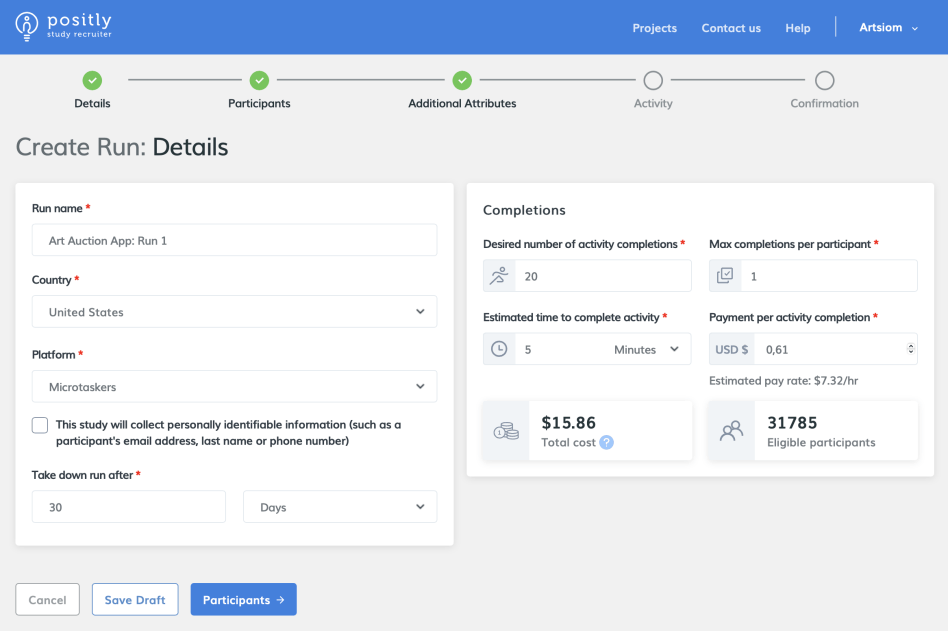 positly
study recruiter
Projects
Contact us
Help
Artsiom
Details
Participants
Additional Attributes
Activity
Confirmation
Create Run: Details
Run name *
Art Auction App: Run 1
Country *
United States
Platform *
Microtaskers
This study will collect personally identifiable information (such as a
participant's email address, last name or phone number)
Take down run after *
30
Days
Completions
Desired number of activity completions *
20
Max completions per participant *
1
Estimated time to complete activity *
5
Minutes
Payment per activity completion *
USD $
0,61
Estimated pay rate: $7.32/hr
$15.86
Total cost ?
31785
Eligible participants
Cancel
Save Draft
Participants →